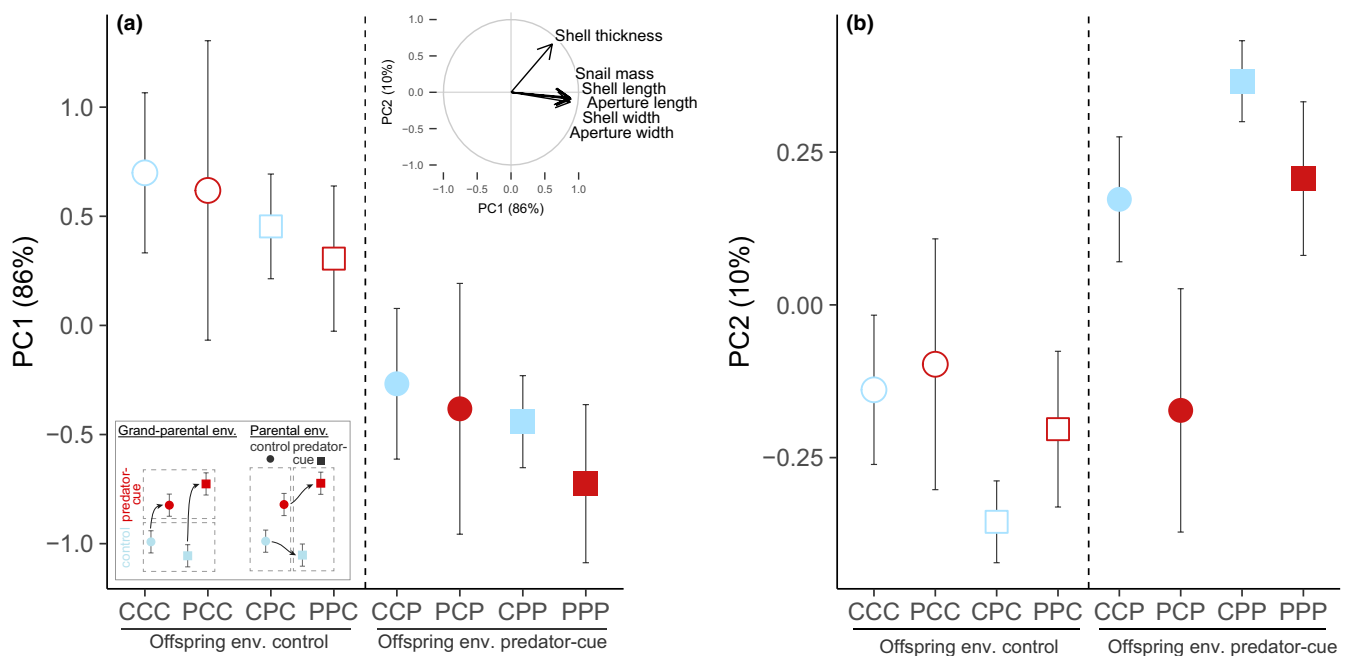 (a)
PC1 (86%)
1.0
0.5
0.0
−0.5
−1.0
PC2 (10%)
1.0
0.5
0.0
−0.5
−1.0
Shell thickness
Snail mass
Shell length
Aperture length
Shell width
Aperture width
−1.0 −0.5 0.0 0.5 1.0
PC1 (86%)
Grand-parental env.
predator-
cue
control
Parental env.
control predator-
cue
CCC PCC CPC PPC CCP PCP CPP PPP
Offspring env. control Offspring env. predator-cue
(b)
PC2 (10%)
0.25
0.00
−0.25
CCC PCC CPC PPC CCP PCP CPP PPP
Offspring env. control Offspring env. predator-cue